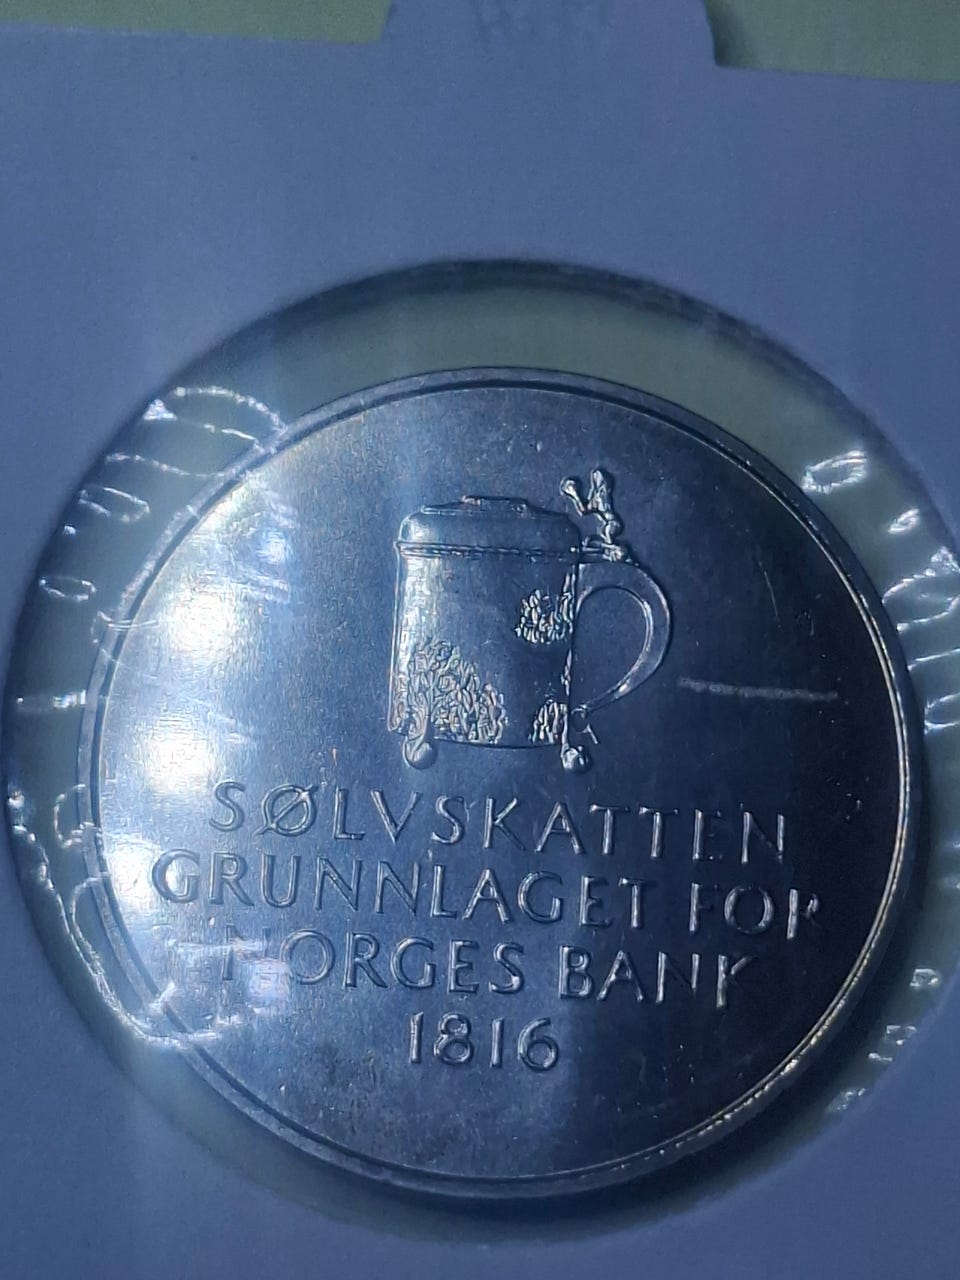 SØLVSKATTEN
GRUNNLAGET FOR
NORGES BANK
1816